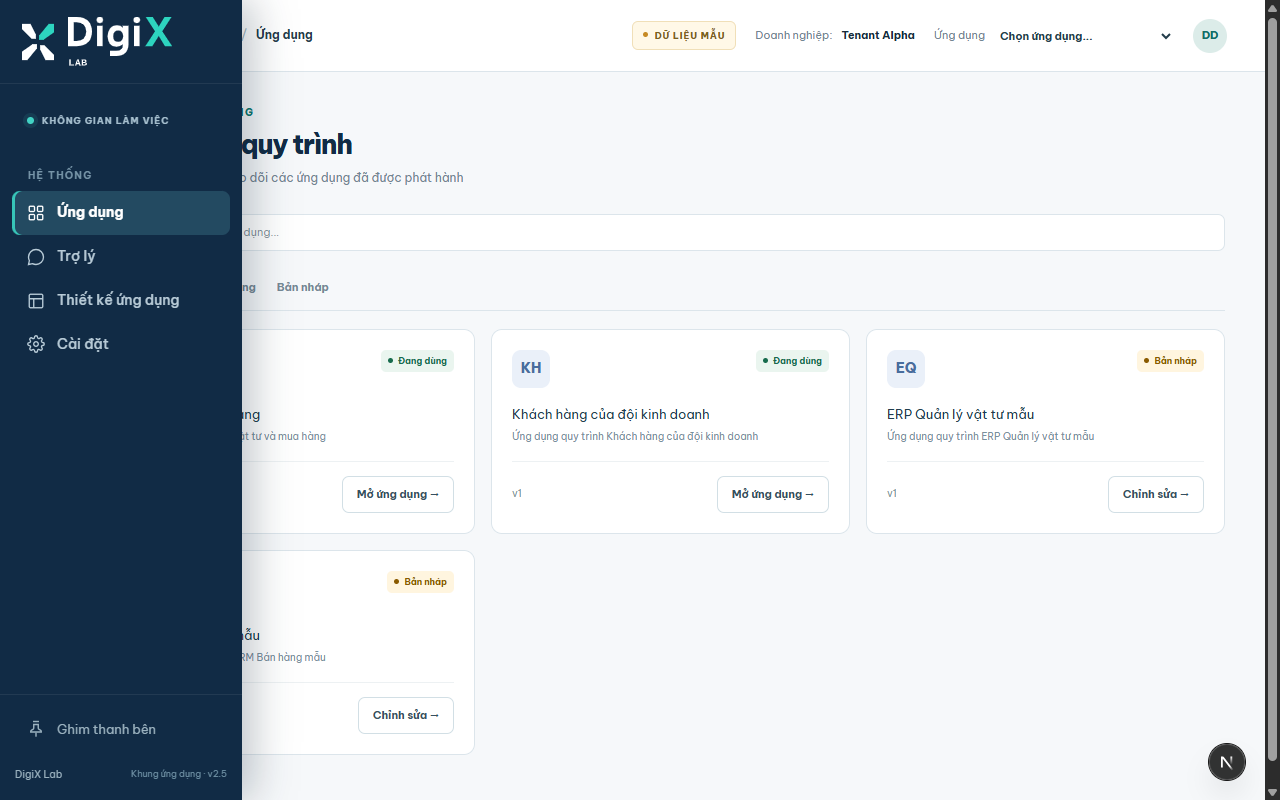 DigiX
LAB
/ Ứng dụng
DỮ LIỆU MẪU
Doanh nghiệp: Tenant Alpha
Ứng dụng
Chọn ứng dụng...
DD
KHÔNG GIAN LÀM VIỆC
HỆ THỐNG
Ứng dụng
Trợ lý
Thiết kế ứng dụng
Cài đặt
Ghim thanh bên
DigiX Lab
Khung ứng dụng · v2.5
quy trình
dõi các ứng dụng đã được phát hành
dụng...
Bản nháp
Đang dùng
và mua hàng
Mở ứng dụng →
KH
Đang dùng
Khách hàng của đội kinh doanh
Ứng dụng quy trình Khách hàng của đội kinh doanh
v1
Mở ứng dụng →
EQ
Bản nháp
ERP Quản lý vật tư mẫu
Ứng dụng quy trình ERP Quản lý vật tư mẫu
v1
Chỉnh sửa →
Bản nháp
Bán hàng mẫu
Chỉnh sửa →
N